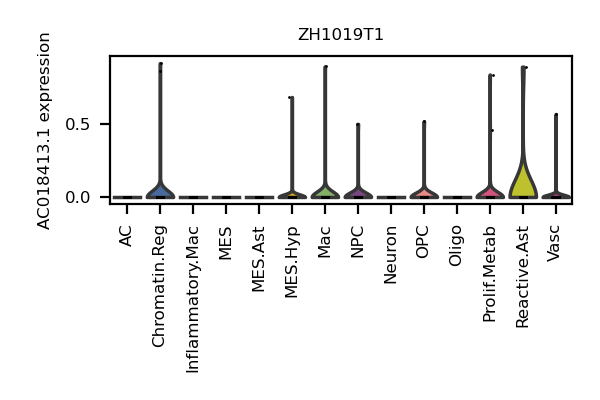 ZH1019T1
AC018413.1 expression
0.5
0.0
AC
Chromatin.Reg
Inflammatory.Mac
MES
MES.Ast
MES.Hyp
Mac
NPC
Neuron
OPC
Oligo
Prolif.Metab
Reactive.Ast
Vasc